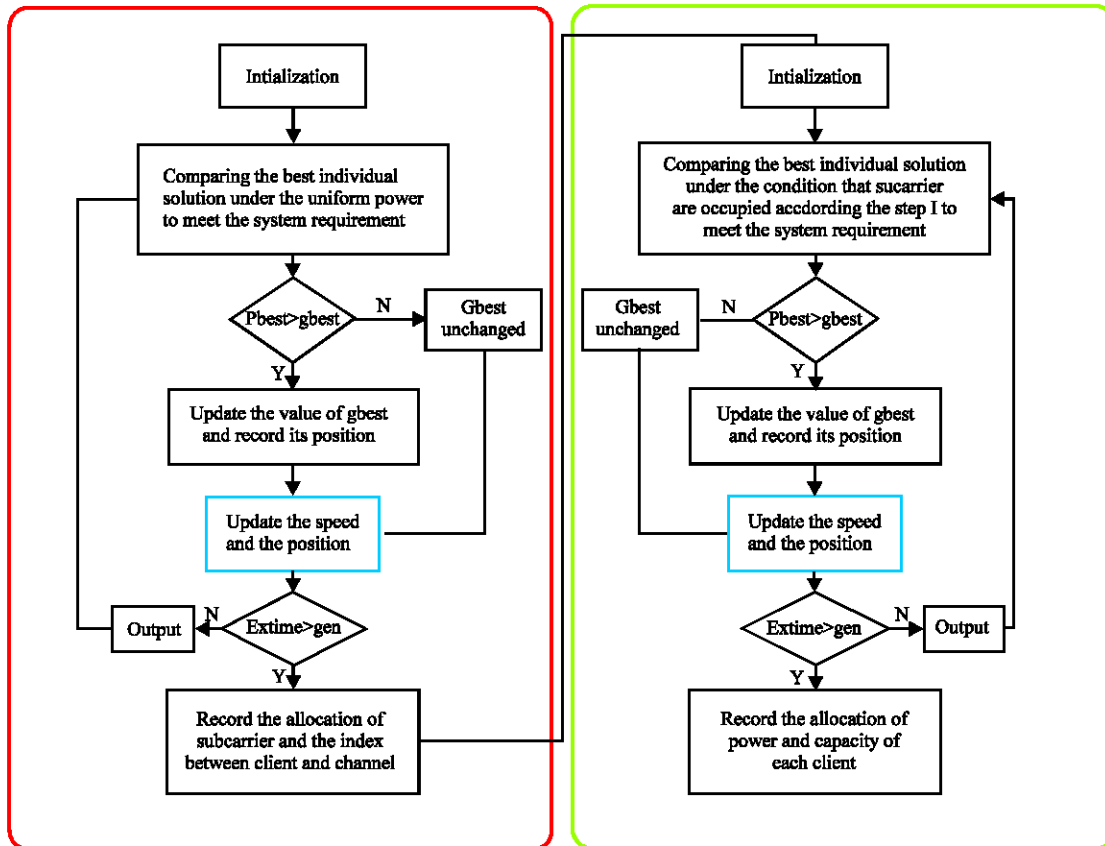 Intialization
Comparing the best individual
solution under the uniform power
to meet the system requirement
Pbest>gbest
N
Gbest
unchanged
Y
Update the value of gbest
and record its position
Update the speed
and the position
Extime>gen
N
Output
Y
Record the allocation of
subcarrier and the index
between client and channel
Intialization
Comparing the best individual solution
under the condition that sucarrier
are occupied accdording the step I to
meet the system requirement
Pbest>gbest
N
Gbest
unchanged
Y
Update the value of gbest
and record its position
Update the speed
and the position
Extime>gen
N
Output
Y
Record the allocation of
power and capacity of
each client